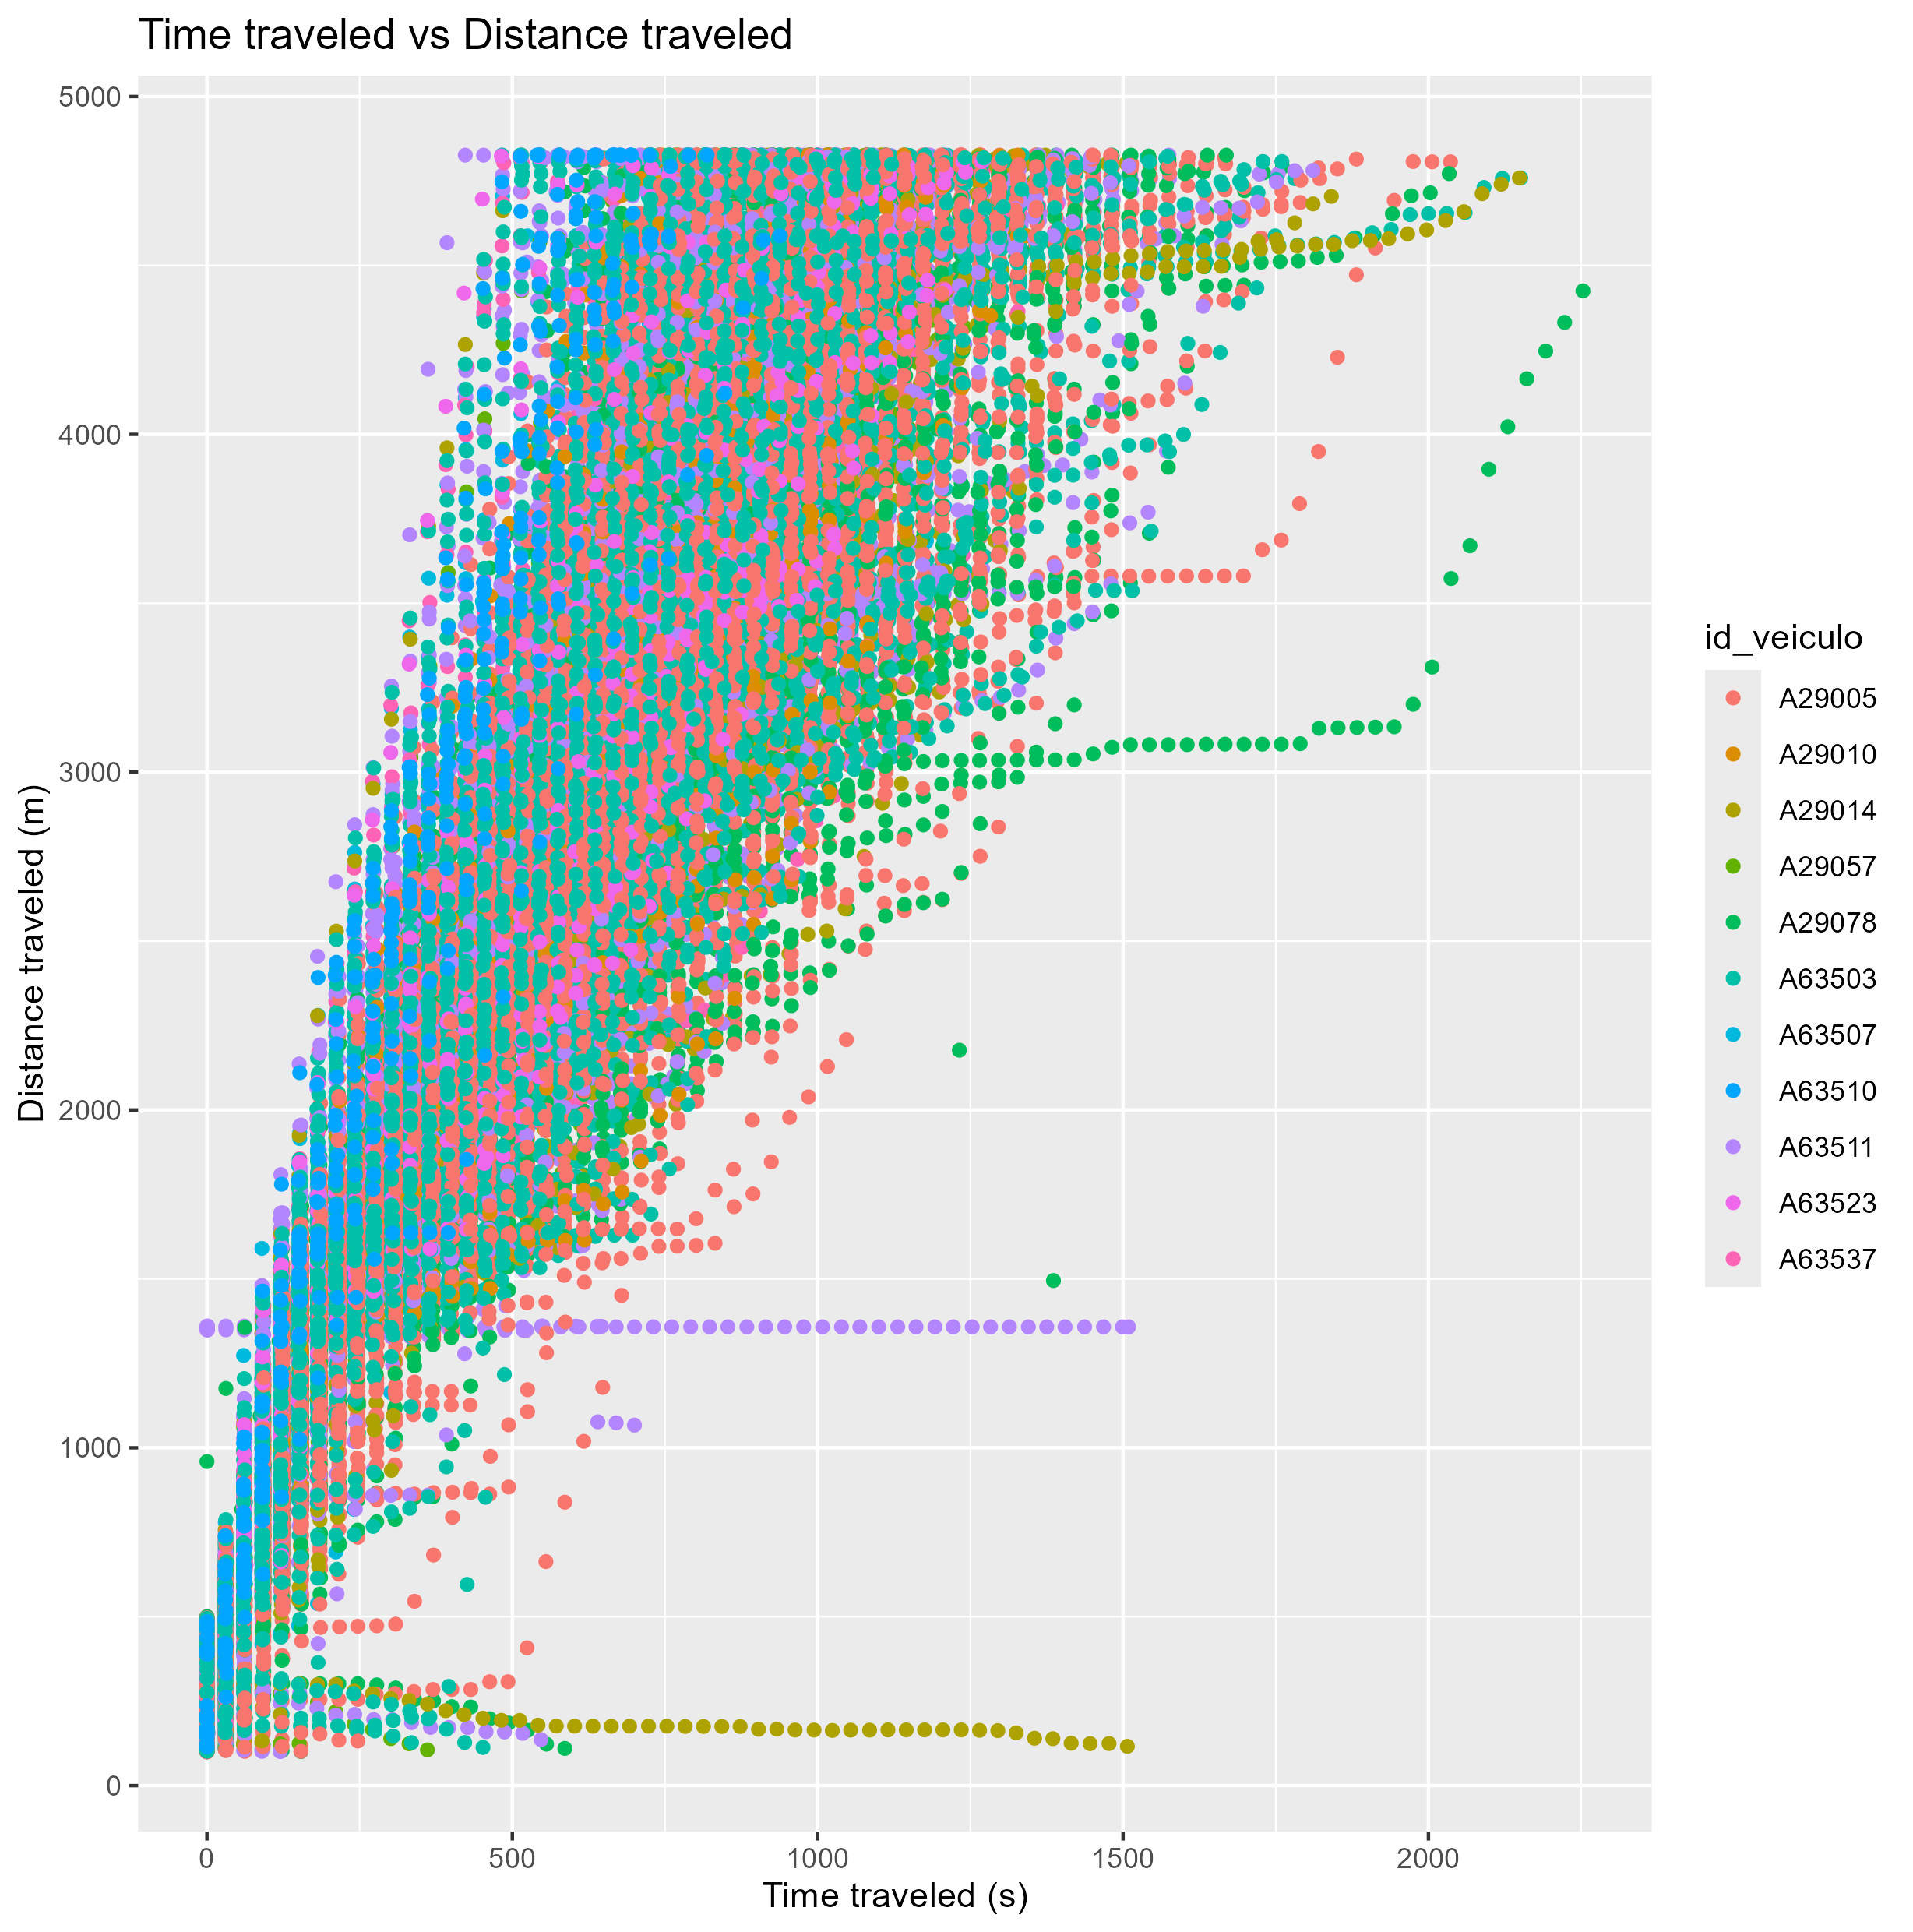 Time traveled vs Distance traveled
Distance traveled (m)
5000
4000
3000
2000
1000
0
0
500
1000
1500
2000
Time traveled (s)
id_veiculo
A29005
A29010
A29014
A29057
A29078
A63503
A63507
A63510
A63511
A63523
A63537